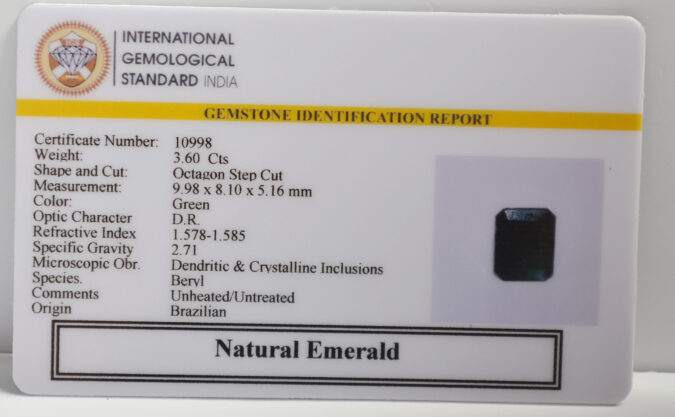 INTERNATIONAL
GEMOLOGICAL
STANDARD INDIA
GEMSTONE IDENTIFICATION REPORT
Certificate Number: 10998
Weight: 3.60 Cts
Shape and Cut: Octagon Step Cut
Measurement: 9.98 x 8.10 x 5.16 mm
Color: Green
Optic Character D.R.
Refractive Index 1.578-1.585
Specific Gravity 2.71
Microscopic Obr. Dendritic & Crystalline Inclusions
Species. Beryl
Comments Unheated/Untreated
Origin Brazilian
Natural Emerald